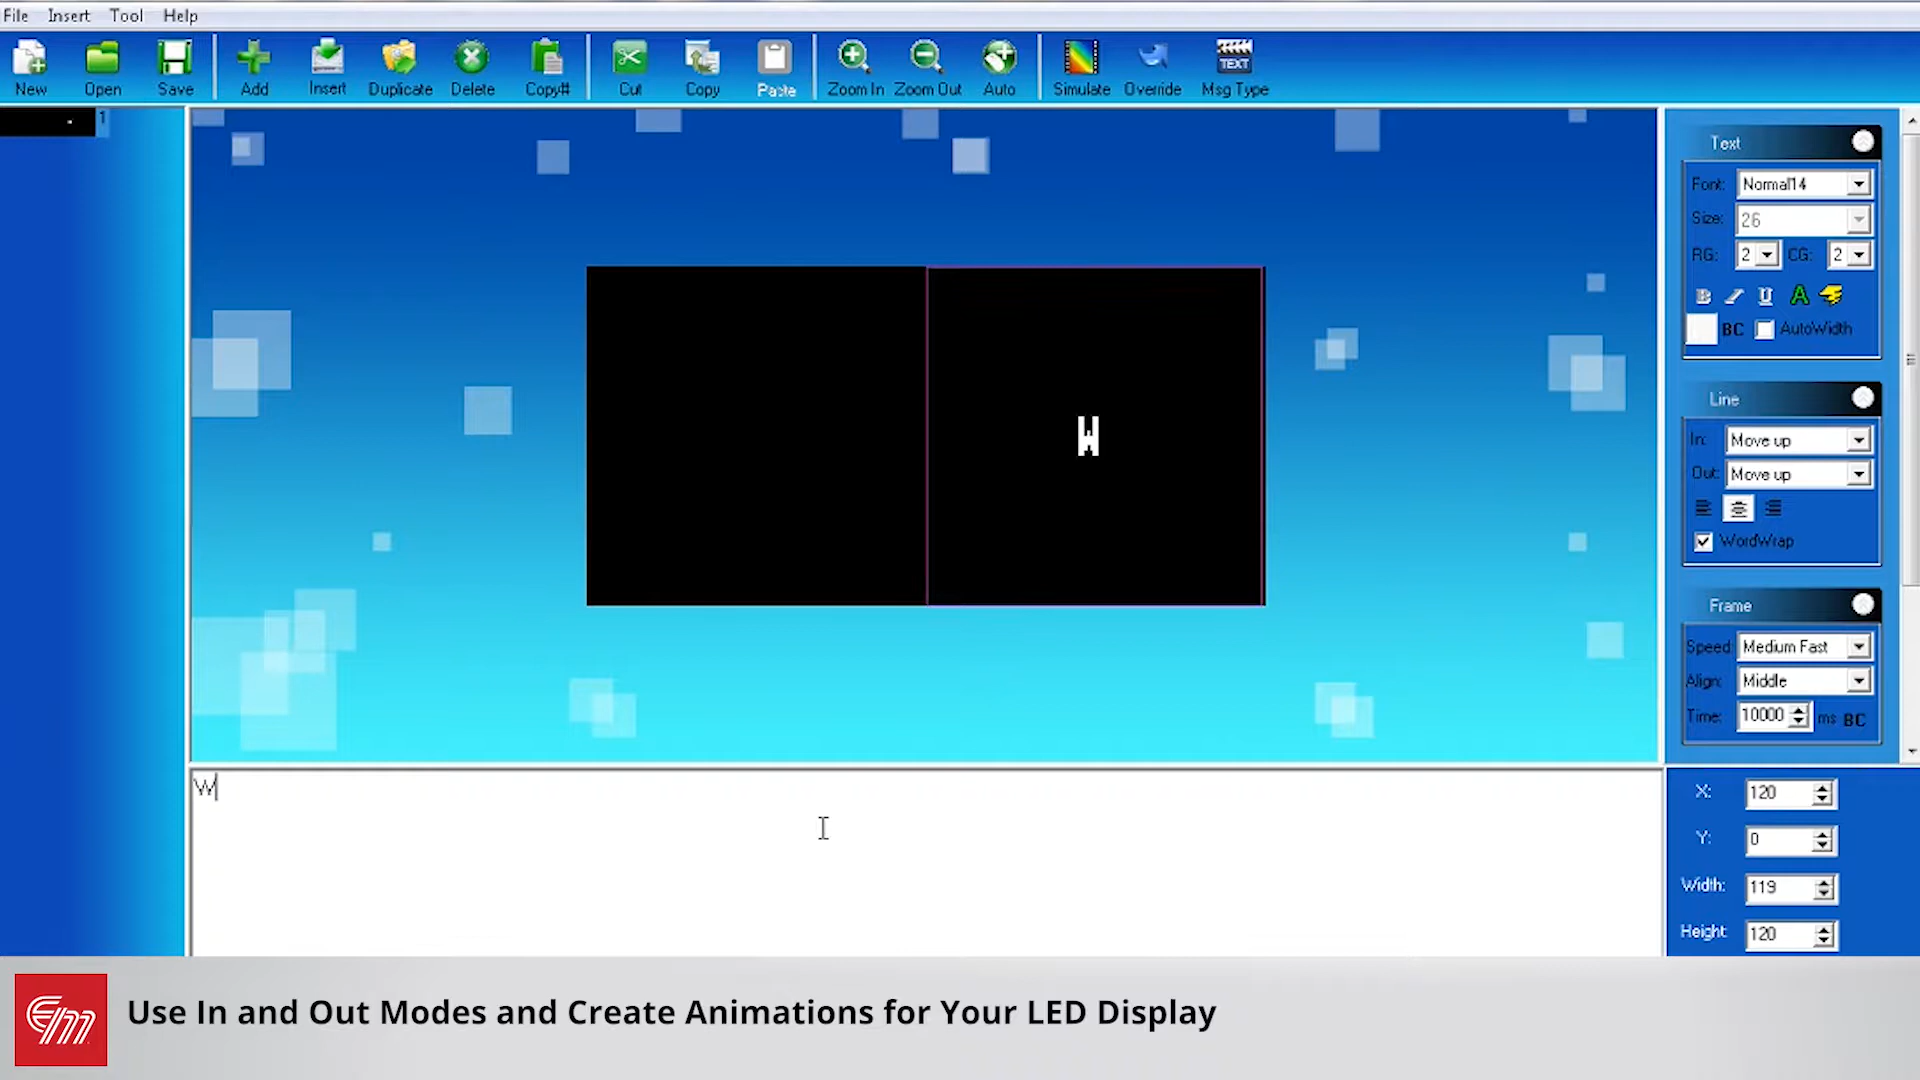 File Insert Tool Help
New Open Save Add Insert Duplicate Delete Copy# Cut Copy Paste Zoom In Zoom Out Auto Simulate Override TEXT Msg Type
1
Text
Font: Normal14
Size: 26
RG: 2 CG: 2
B I U A
BC AutoWidth
Line
In: Move up
Out: Move up
WordWrap
Frame
Speed: Medium Fast
Align: Middle
Time: 10000 ms BC
W
W
X: 120
Y: 0
Width: 119
Height: 120
EM Use In and Out Modes and Create Animations for Your LED Display